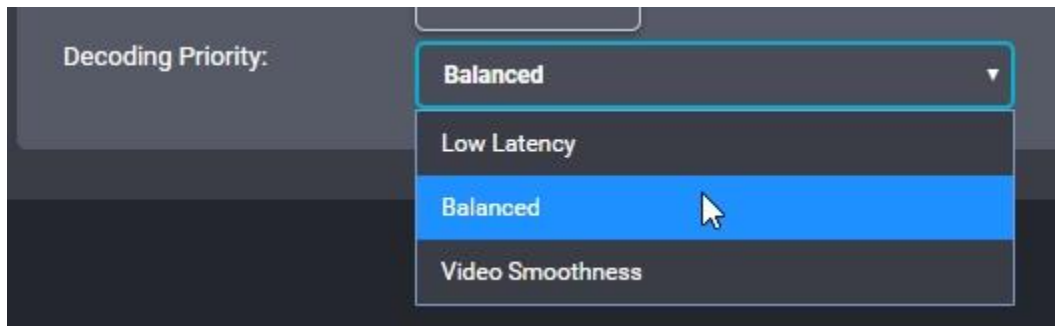 Decoding Priority:
Balanced
Low Latency
Balanced
Video Smoothness